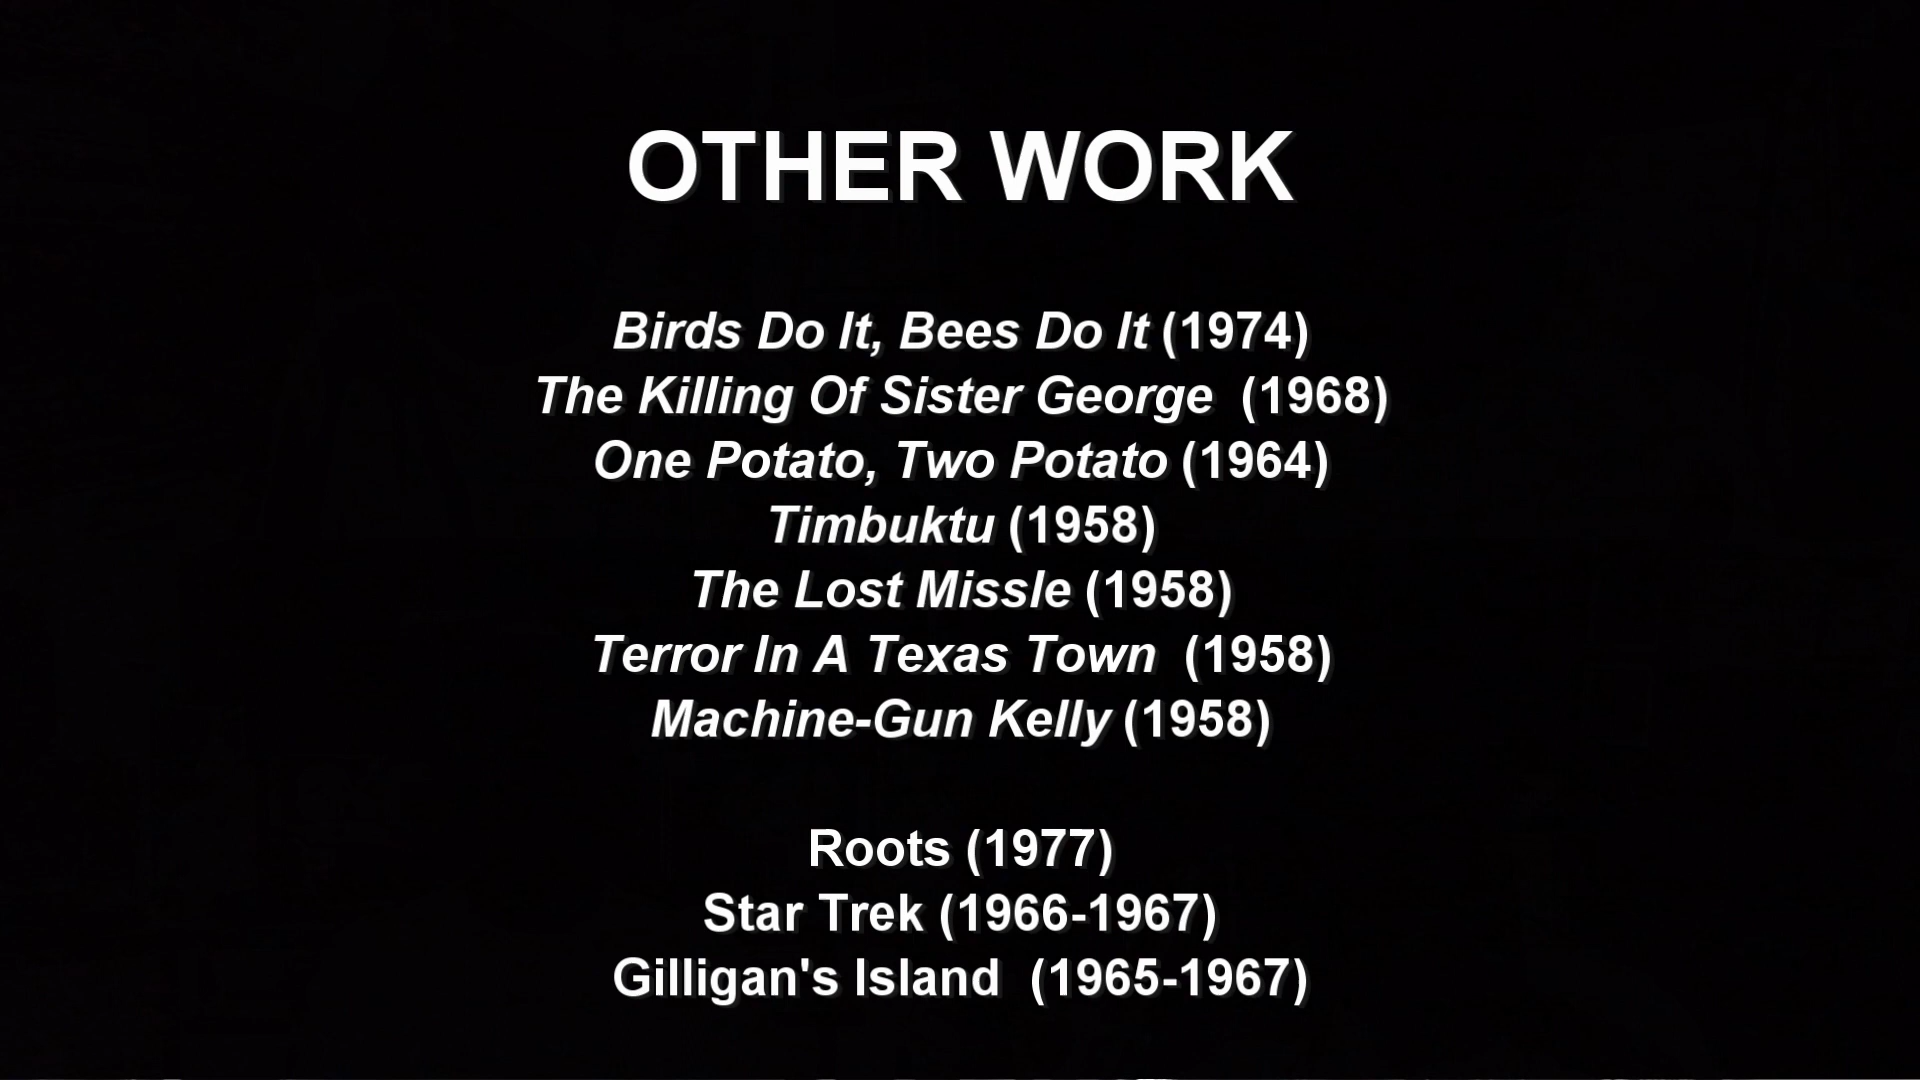 OTHER WORK
Birds Do It, Bees Do It (1974)
The Killing Of Sister George (1968)
One Potato, Two Potato (1964)
Timbuktu (1958)
The Lost Missle (1958)
Terror In A Texas Town (1958)
Machine-Gun Kelly (1958)
Roots (1977)
Star Trek (1966-1967)
Gilligan's Island (1965-1967)